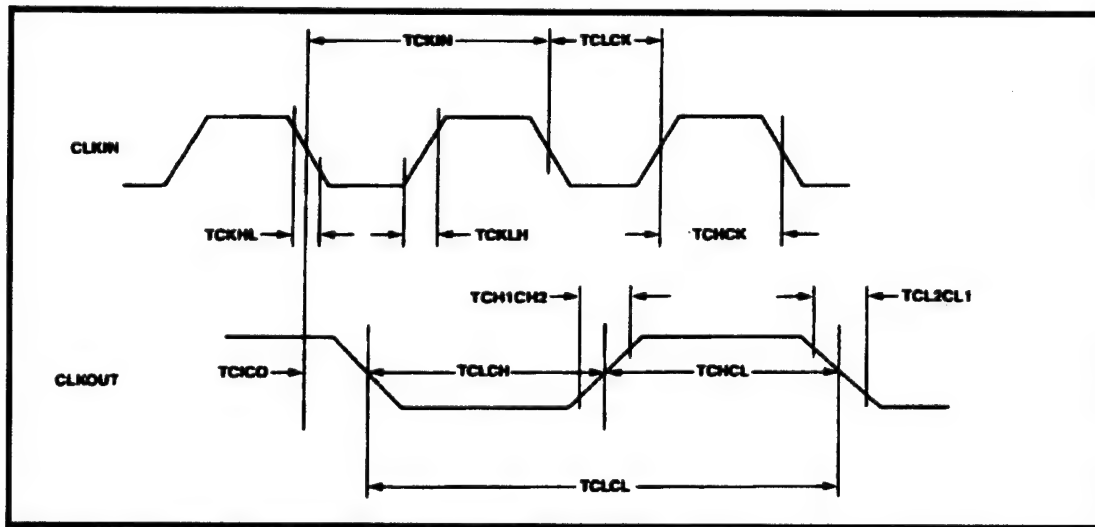 TCKIN
TCLCK
CLKIN
TCKHL
TCKLH
TCHCK
TCH1CH2
TCL2CL1
CLKOUT
TCICO
TCLCH
TCHCL
TCLCL